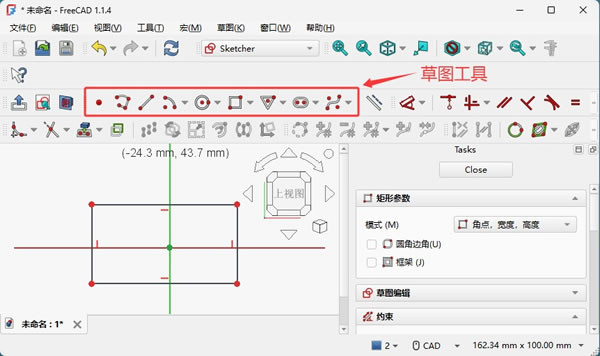 * 未命名 - FreeCAD 1.1.4
文件(F) 编辑(E) 视图(V) 工具(T) 宏(M) 草图(K) 窗口(W) 帮助(H)
Sketcher
草图工具
(-24.3 mm, 43.7 mm)
上视图
Tasks
Close
矩形参数
模式 (M)
角点，宽度，高度
圆角边角(U)
框架 (J)
草图编辑
约束
未命名 : 1*
2
CAD
162.34 mm x 100.00 mm